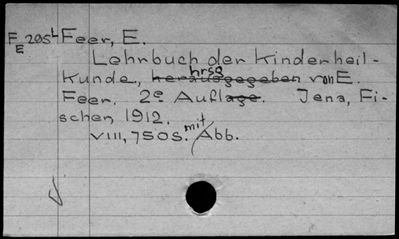 F 205L Feer, E.
E
Lehrbuch der Kinderheil-
kunde, herausgegeben hrsg von E.
Feer. 2e Auflage. Jena, Fi-
scher 1912.
VIII, 750 S. mit Abb.